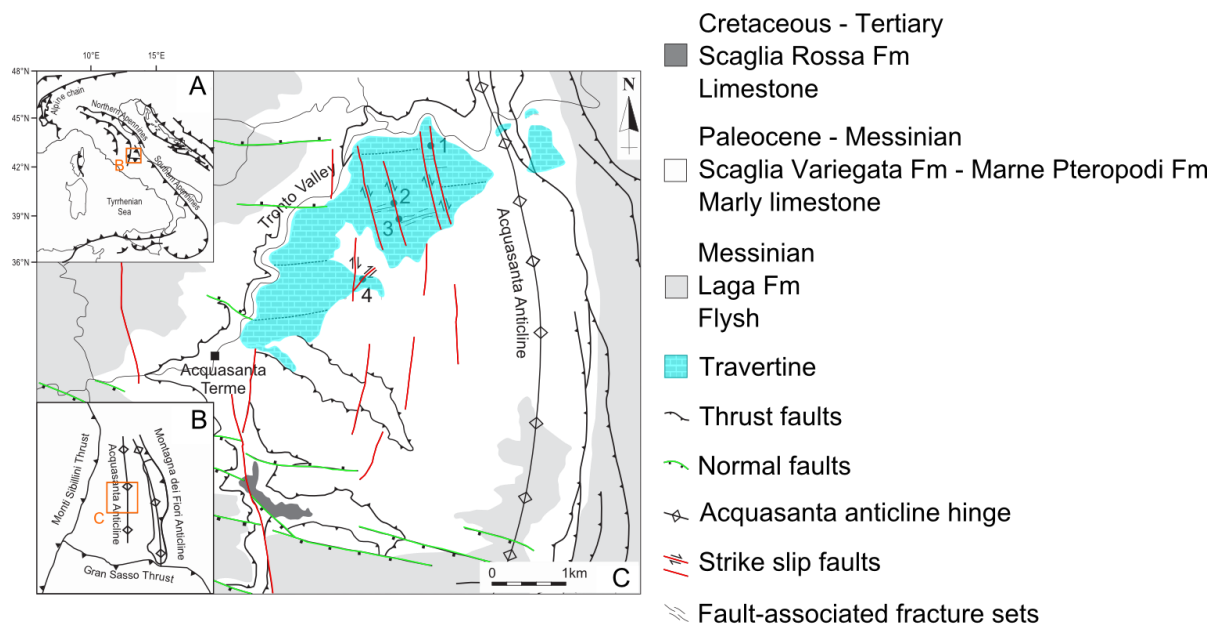 10°E
15°E
48°N
45°N
42°N
39°N
36°N
A
Alpine chain
Northern Apennines
Southern Apennines
B
Tyrrhenian
Sea
N
Tronto Valley
1
2
3
4
Acquasanta Anticline
Acquasanta
Terme
B
Monti Sibillini Thrust
Acquasanta Anticline
Montagna dei Fiori Anticline
C
Gran Sasso Thrust
0
1km
C
Cretaceous - Tertiary
Scaglia Rossa Fm
Limestone
Paleocene - Messinian
Scaglia Variegata Fm - Marne Pteropodi Fm
Marly limestone
Messinian
Laga Fm
Flysh
Travertine
Thrust faults
Normal faults
Acquasanta anticline hinge
Strike slip faults
Fault-associated fracture sets